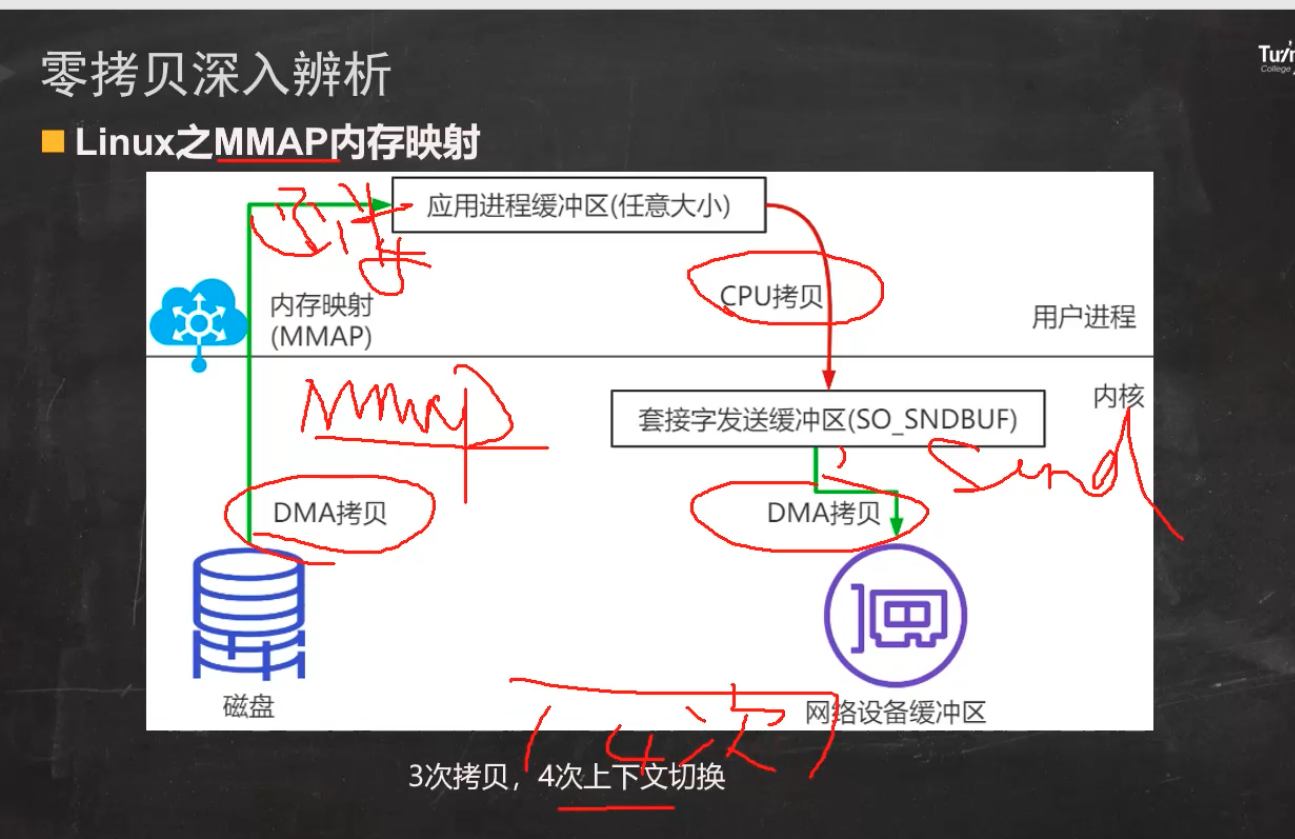 零拷贝深入辨析
Linux之MMAP内存映射
应用进程缓冲区(任意大小)
CPU拷贝
内存映射
(MMAP)
用户进程
内核
mmap
套接字发送缓冲区(SO_SNDBUF)
Send
DMA拷贝
DMA拷贝
磁盘
网络设备缓冲区
(4次)
3次拷贝，4次上下文切换